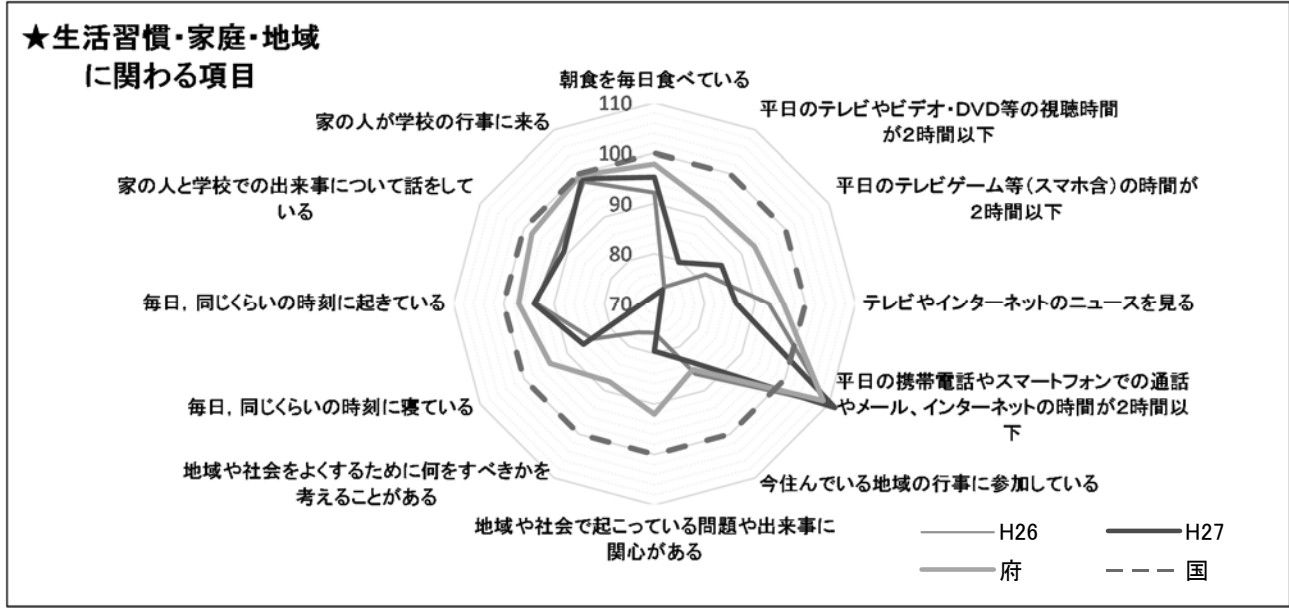 ★生活習慣・家庭・地域
に関わる項目
朝食を毎日食べている
平日のテレビやビデオ・DVD等の視聴時間
が2時間以下
平日のテレビゲーム等（スマホ含）の時間が
2時間以下
テレビやインターネットのニュースを見る
平日の携帯電話やスマートフォンでの通話
やメール、インターネットの時間が2時間以
下
今住んでいる地域の行事に参加している
地域や社会で起こっている問題や出来事に
関心がある
地域や社会をよくするために何をすべきかを
考えることがある
毎日，同じくらいの時刻に寝ている
毎日，同じくらいの時刻に起きている
家の人と学校での出来事について話をして
いる
家の人が学校の行事に来る
110
100
90
80
70
H26
H27
府
国